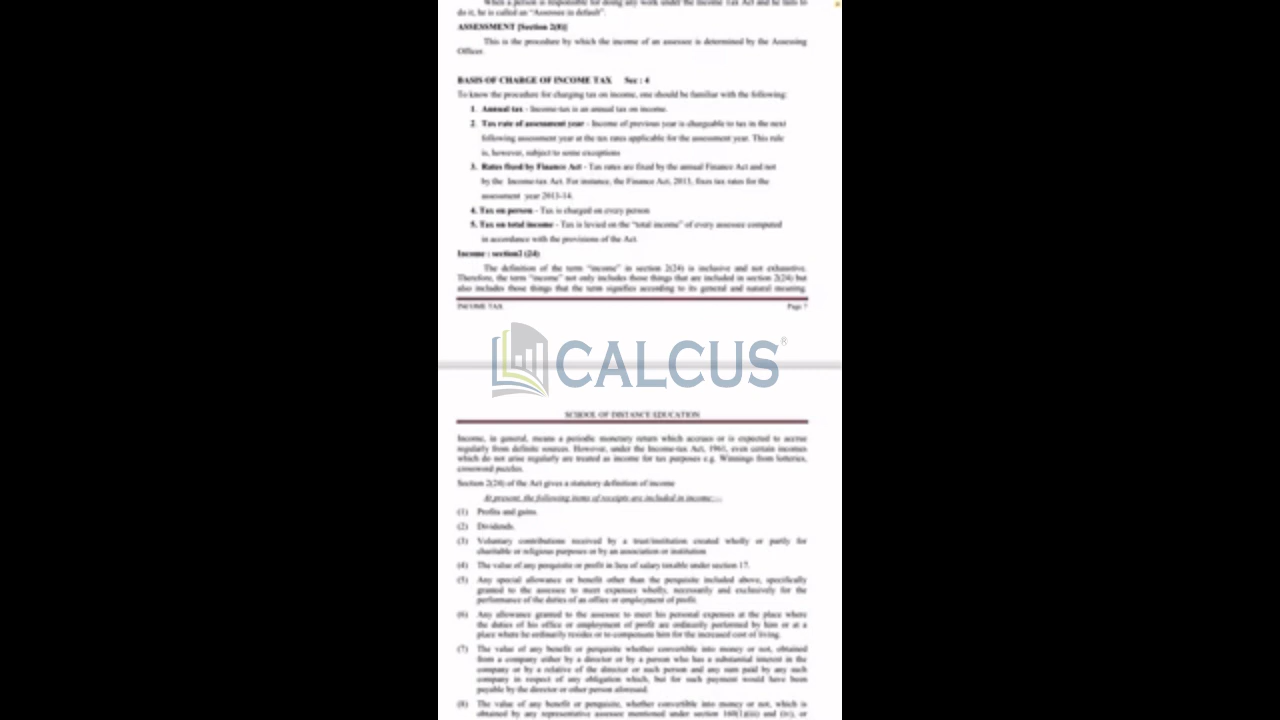 When a person is responsible for doing any work under the Income Tax Act and he fails to
do it, he is called an "Assessee in default".
ASSESSMENT [Section 2(8)]
This is the procedure by which the income of an assessee is determined by the Assessing
Officer.
BASIS OF CHARGE OF INCOME TAX Sec : 4
To know the procedure for charging tax on income, one should be familiar with the following:
1. Annual tax - Income-tax is an annual tax on income.
2. Tax rate of assessment year - Income of previous year is chargeable to tax in the next
following assessment year at the tax rates applicable for the assessment year. This rule
is, however, subject to some exceptions
3. Rates fixed by Finance Act - Tax rates are fixed by the annual Finance Act and not
by the Income-tax Act. For instance, the Finance Act, 2013, fixes tax rates for the
assessment year 2013-14.
4. Tax on person - Tax is charged on every person
5. Tax on total income - Tax is levied on the "total income" of every assessee computed
in accordance with the provisions of the Act.
Income : section2 (24)
The definition of the term "income" in section 2(24) is inclusive and not exhaustive.
Therefore, the term "income" not only includes those things that are included in section 2(24) but
also includes those things that the term signifies according to its general and natural meaning.
INCOME TAX Page 7
CALCUS®
SCHOOL OF DISTANCE EDUCATION
Income, in general, means a periodic monetary return which accrues or is expected to accrue
regularly from definite sources. However, under the Income-tax Act, 1961, even certain incomes
which do not arise regularly are treated as income for tax purposes e.g. Winnings from lotteries,
crossword puzzles.
Section 2(24) of the Act gives a statutory definition of income
At present, the following items of receipts are included in income:—
(1) Profits and gains.
(2) Dividends.
(3) Voluntary contributions received by a trust/institution created wholly or partly for
charitable or religious purposes or by an association or institution
(4) The value of any perquisite or profit in lieu of salary taxable under section 17.
(5) Any special allowance or benefit other than the perquisite included above, specifically
granted to the assessee to meet expenses wholly, necessarily and exclusively for the
performance of the duties of an office or employment of profit.
(6) Any allowance granted to the assessee to meet his personal expenses at the place where
the duties of his office or employment of profit are ordinarily performed by him or at a
place where he ordinarily resides or to compensate him for the increased cost of living.
(7) The value of any benefit or perquisite whether convertible into money or not, obtained
from a company either by a director or by a person who has a substantial interest in the
company or by a relative of the director or such person and any sum paid by any such
company in respect of any obligation which, but for such payment would have been
payable by the director or other person aforesaid.
(8) The value of any benefit or perquisite, whether convertible into money or not, which is
obtained by any representative assessee mentioned under section 160(1)(iii) and (iv), or